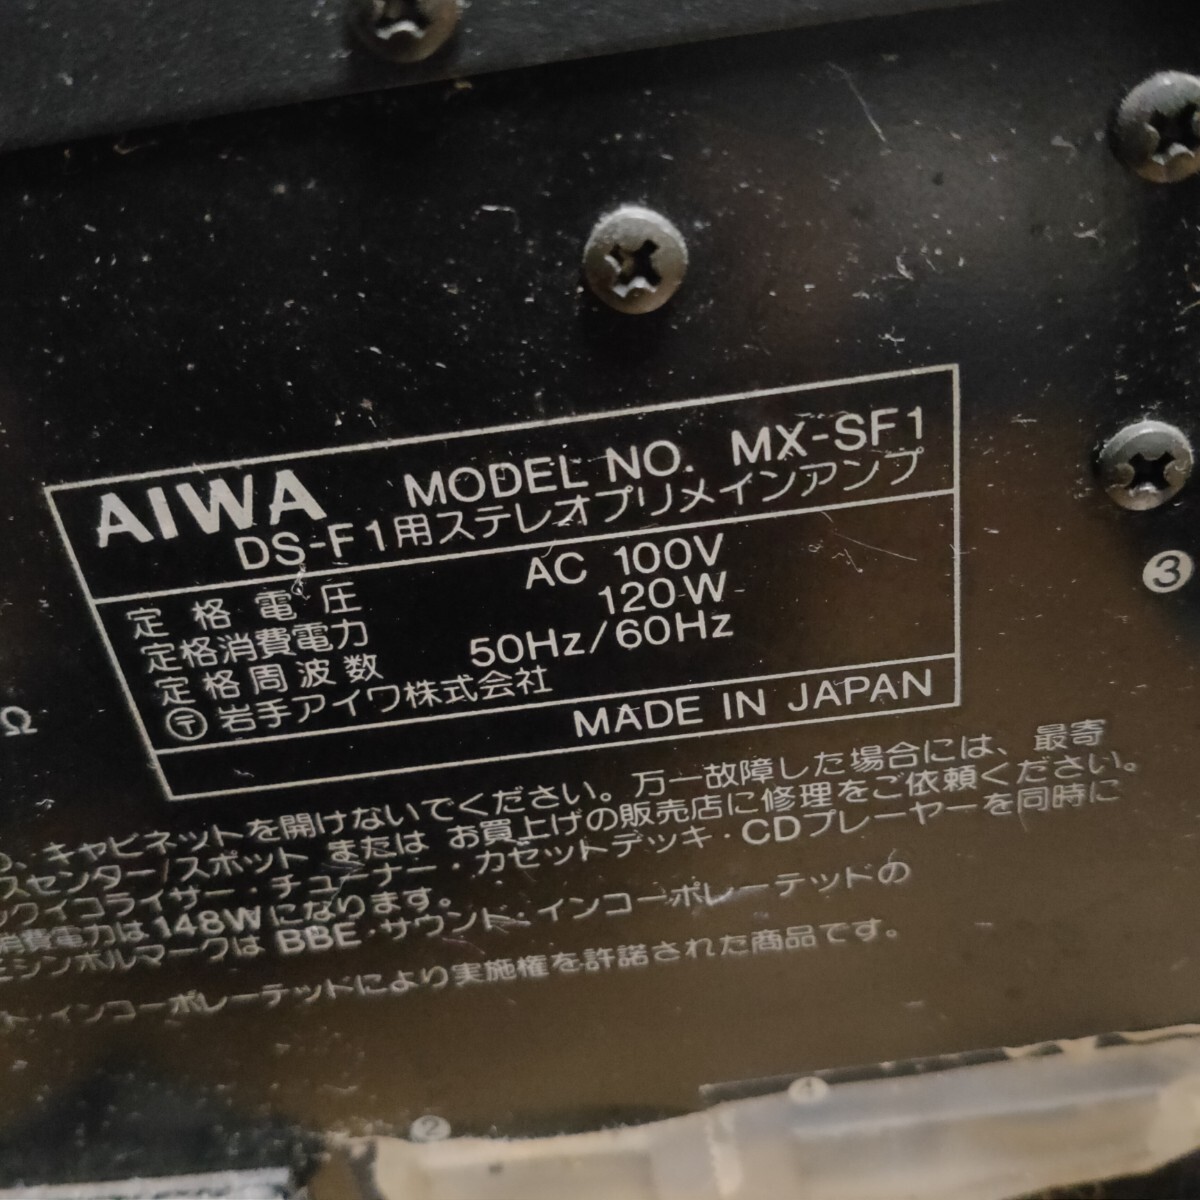 AIWA MODEL NO. MX-SF1
DS-F1用ステレオプリメインアンプ
定格電圧 AC 100V
定格消費電力 120W
定格周波数 50Hz/60Hz
〒 岩手アイワ株式会社
MADE IN JAPAN
③
Ω
、キャビネットを開けないでください。万一故障した場合には、最寄
スセンター/スポット または お買上げの販売店に修理をご依頼ください。
ックイコライザー・チューナー・カセットデッキ・CDプレーヤーを同時に
消費電力は148Wになります。
シンボルマークは BBE・サウンド・インコーポレーテッドの
・インコーポレーテッドにより実施権を許諾された商品です。
②
④